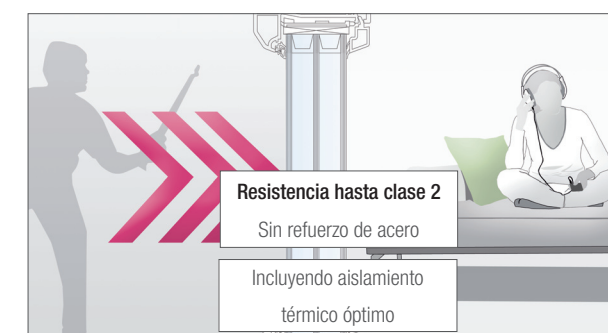 Resistencia hasta clase 2
Sin refuerzo de acero
Incluyendo aislamiento
térmico óptimo